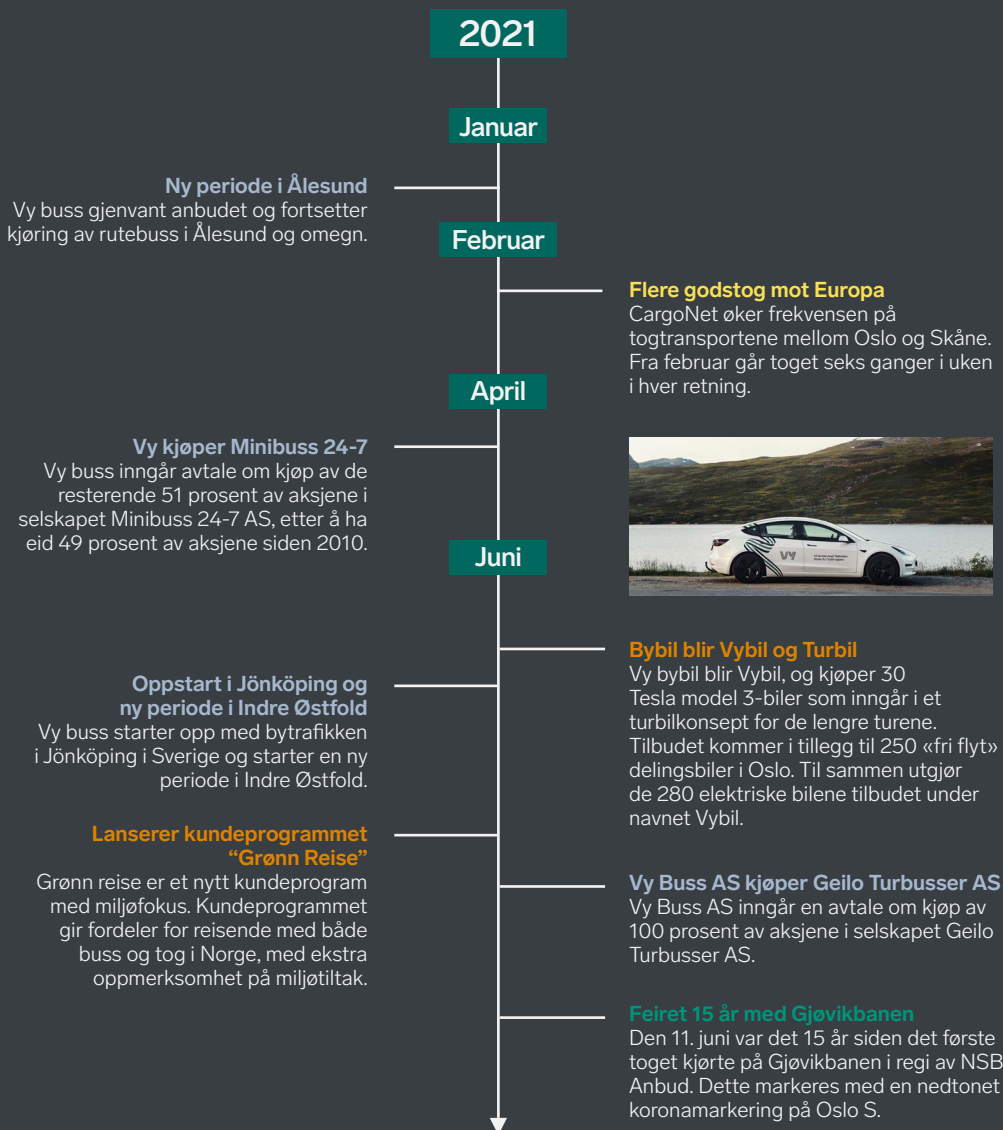 2021
Januar
Ny periode i Ålesund
Vy buss gjenvant anbudet og fortsetter
kjøring av rutebuss i Ålesund og omegn.
Februar
Flere godstog mot Europa
CargoNet øker frekvensen på
togtransportene mellom Oslo og Skåne.
Fra februar går toget seks ganger i uken
i hver retning.
April
Vy kjøper Minibuss 24-7
Vy buss inngår avtale om kjøp av de
resterende 51 prosent av aksjene i
selskapet Minibuss 24-7 AS, etter å ha
eid 49 prosent av aksjene siden 2010.
VY
Juni
Bybil blir Vybil og Turbil
Vy bybil blir Vybil, og kjøper 30
Tesla model 3-biler som inngår i et
turbilkonsept for de lengre turene.
Tilbudet kommer i tillegg til 250 «fri flyt»
delingsbiler i Oslo. Til sammen utgjør
de 280 elektriske bilene tilbudet under
navnet Vybil.
Oppstart i Jönköping og
ny periode i Indre Østfold
Vy buss starter opp med bytrafikken
i Jönköping i Sverige og starter en ny
periode i Indre Østfold.
Lanserer kundeprogrammet
“Grønn Reise”
Grønn reise er et nytt kundeprogram
med miljøfokus. Kundeprogrammet
gir fordeler for reisende med både
buss og tog i Norge, med ekstra
oppmerksomhet på miljøtiltak.
Vy Buss AS kjøper Geilo Turbusser AS
Vy Buss AS inngår en avtale om kjøp av
100 prosent av aksjene i selskapet Geilo
Turbusser AS.
Feiret 15 år med Gjøvikbanen
Den 11. juni var det 15 år siden det første
toget kjørte på Gjøvikbanen i regi av NSB
Anbud. Dette markeres med en nedtonet
koronamarkering på Oslo S.